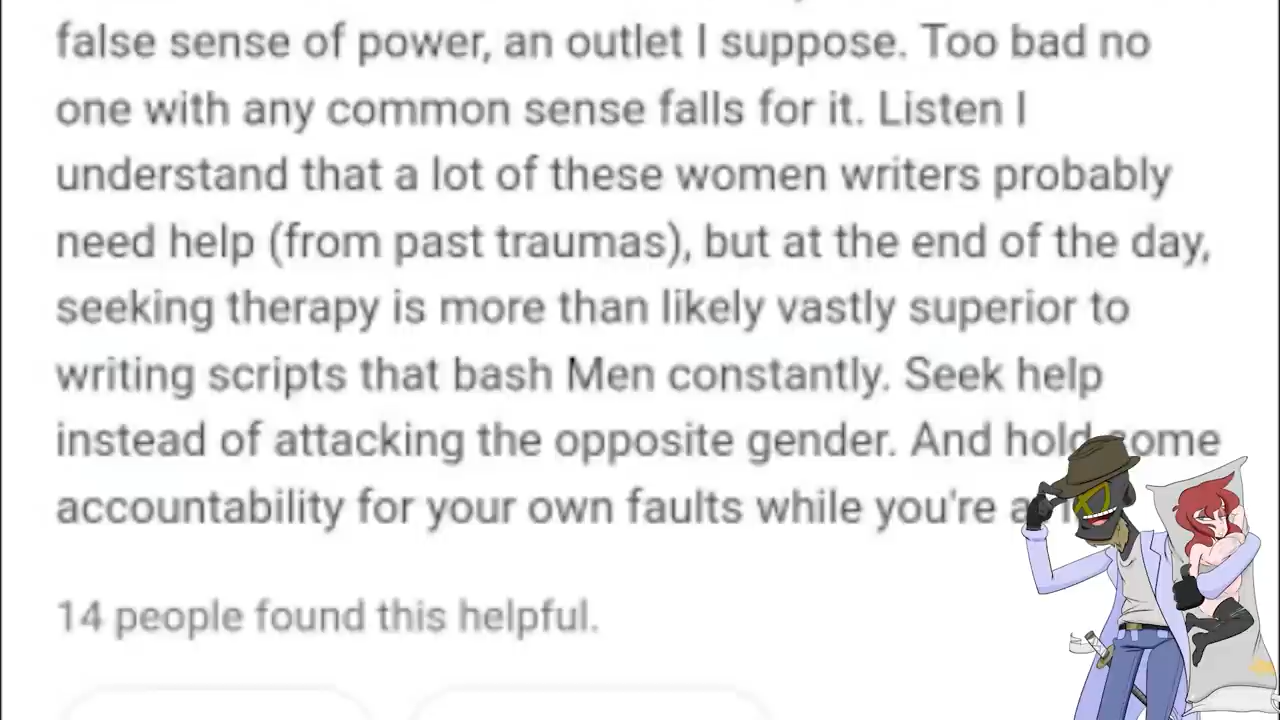 false sense of power, an outlet I suppose. Too bad no
one with any common sense falls for it. Listen I
understand that a lot of these women writers probably
need help (from past traumas), but at the end of the day,
seeking therapy is more than likely vastly superior to
writing scripts that bash Men constantly. Seek help
instead of attacking the opposite gender. And hold some
accountability for your own faults while you're
14 people found this helpful.